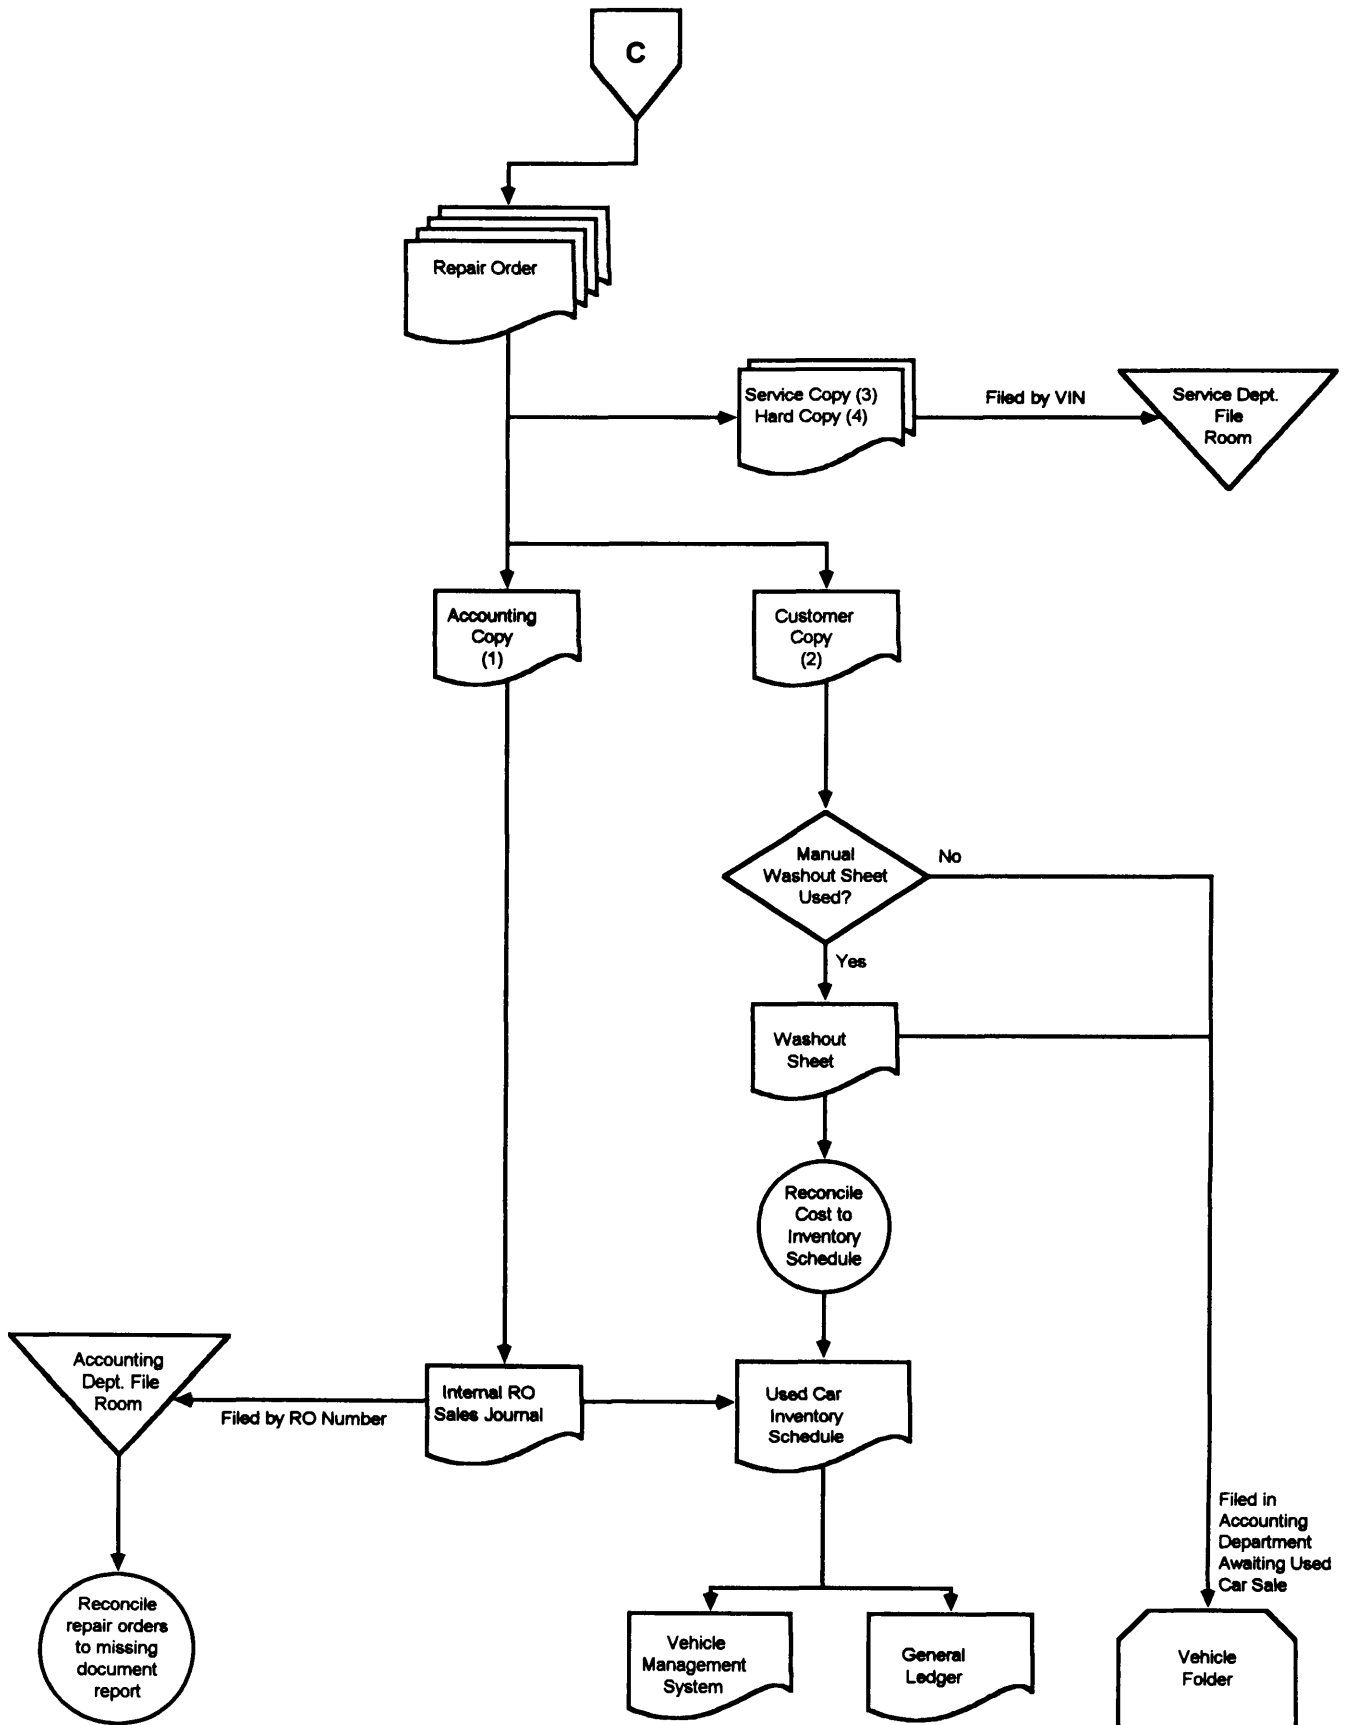 C
Repair Order
Service Copy (3)
Hard Copy (4)
Filed by VIN
Service Dept.
File
Room
Accounting
Copy
(1)
Customer
Copy
(2)
Manual
Washout Sheet
Used?
No
Yes
Washout
Sheet
Reconcile
Cost to
Inventory
Schedule
Accounting
Dept. File
Room
Filed by RO Number
Internal RO
Sales Journal
Used Car
Inventory
Schedule
Filed in
Accounting
Department
Awaiting Used
Car Sale
Reconcile
repair orders
to missing
document
report
Vehicle
Management
System
General
Ledger
Vehicle
Folder